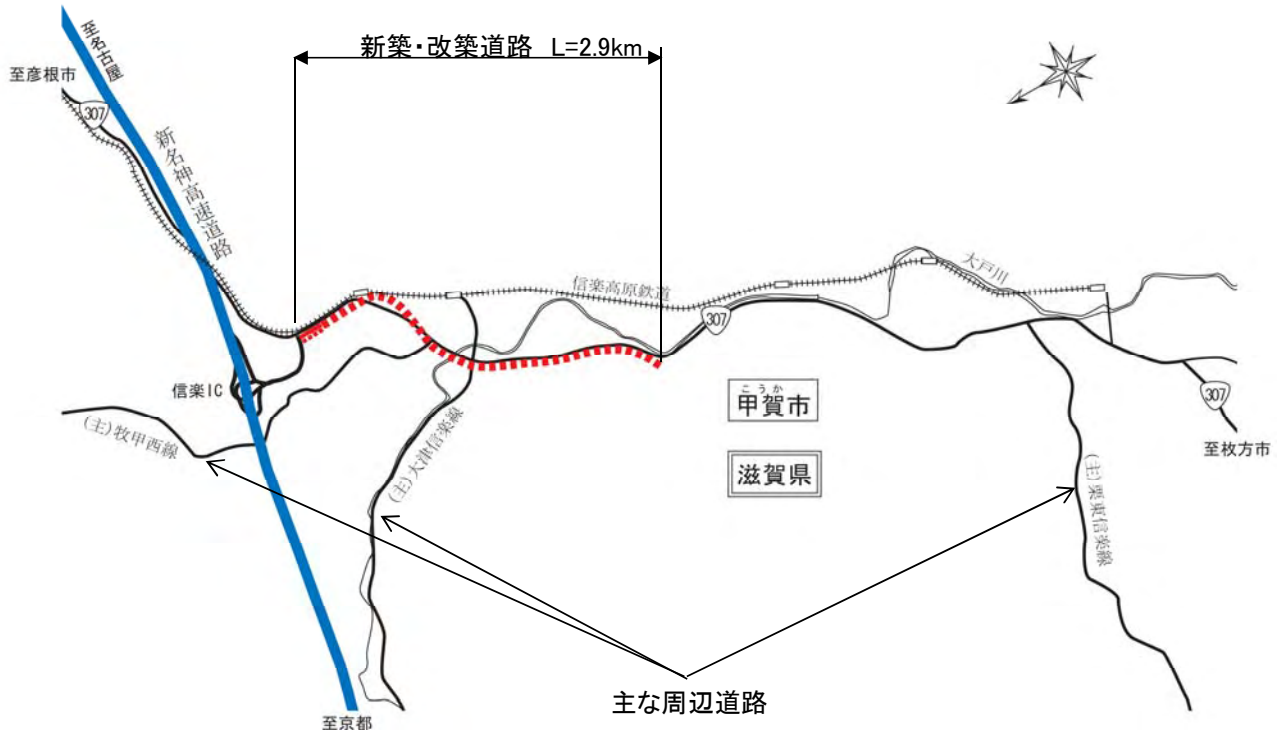 至名古屋
新築・改築道路 L=2.9km
至彦根市
307
新名神高速道路
大戸川
信楽高原鉄道
307
信楽IC
こうか
甲賀市
307
(主)牧甲西線
(主)大津信楽線
至枚方市
滋賀県
(主)栗東信楽線
主な周辺道路
至京都